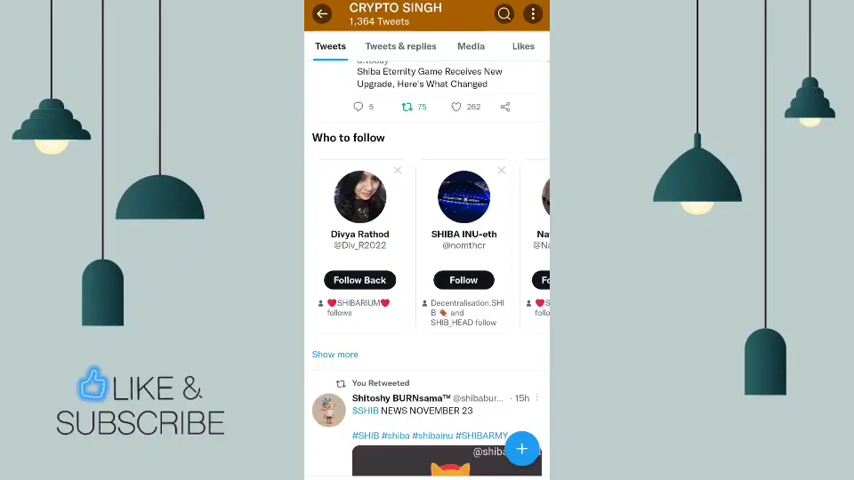 CRYPTO SINGH
1,364 Tweets
Tweets
Tweets & replies
Media
Likes
Shiba Eternity Game Receives New
Upgrade, Here's What Changed
75
262
Who to follow
Divya Rathod
@Div_R2022
Follow Back
❤SHIBARIUM❤
follows
SHIBA INU-eth
@nomthcr
Follow
Decentralisation.SHI
B and
SHIB_HEAD follow
Show more
You Retweeted
Shitoshy BURNsama™ @shibabur... · 15h
$SHIB NEWS NOVEMBER 23
#SHIB #shiba #shibainu #SHIBARMY
LIKE &
SUBSCRIBE